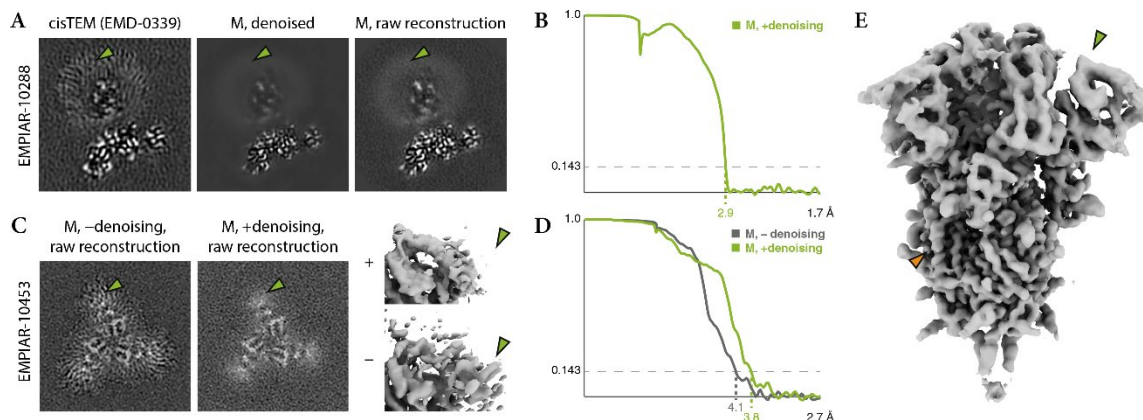 A
cisTEM (EMD-0339)
M, denoised
M, raw reconstruction
EMPIAR-10288
B
1.0
M, +denoising
0.143
2.9
1.7 Å
C
M, −denoising,
raw reconstruction
M, +denoising,
raw reconstruction
EMPIAR-10453
+
−
D
1.0
M, - denoising
M, +denoising
0.143
4.1
3.8
2.7 Å
E